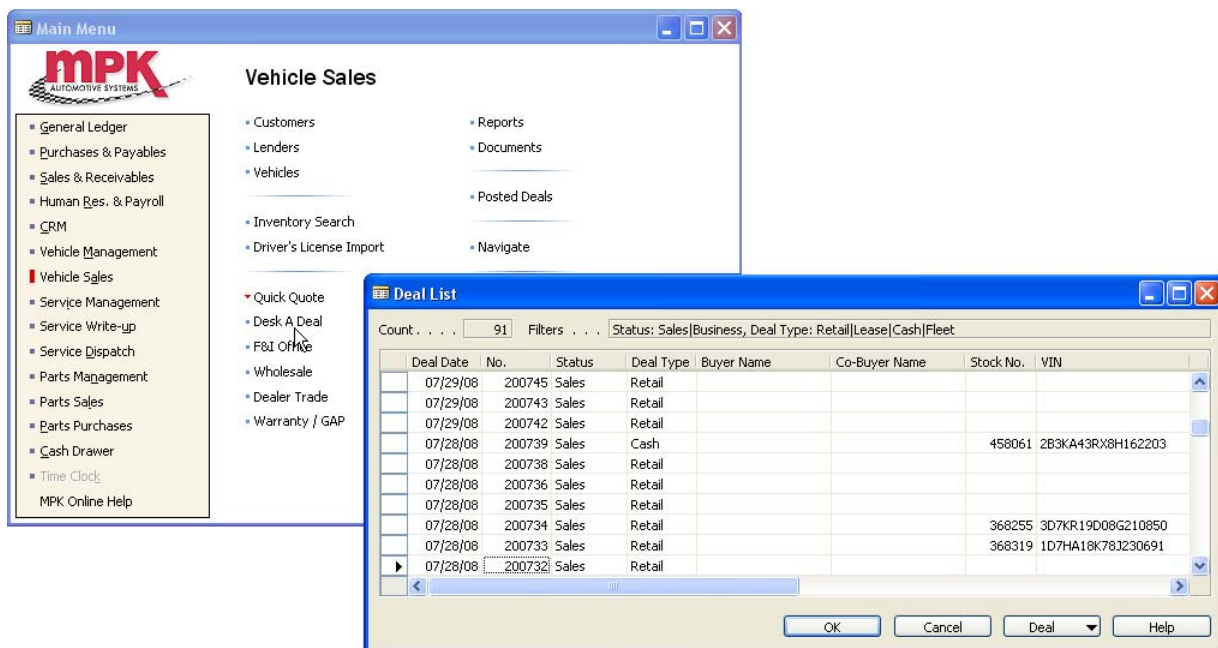 Main Menu
MPK
AUTOMOTIVE SYSTEMS
General Ledger
Purchases & Payables
Sales & Receivables
Human Res. & Payroll
CRM
Vehicle Management
Vehicle Sales
Service Management
Service Write-up
Service Dispatch
Parts Management
Parts Sales
Parts Purchases
Cash Drawer
Time Clock
MPK Online Help
Vehicle Sales
Customers
Lenders
Vehicles
Inventory Search
Driver's License Import
Quick Quote
Desk A Deal
F&I Office
Wholesale
Dealer Trade
Warranty / GAP
Reports
Documents
Posted Deals
Navigate
Deal List
Count . . . . 91 Filters . . . Status: Sales|Business, Deal Type: Retail|Lease|Cash|Fleet
Deal Date No. Status Deal Type Buyer Name Co-Buyer Name Stock No. VIN
07/29/08 200745 Sales Retail
07/29/08 200743 Sales Retail
07/29/08 200742 Sales Retail
07/28/08 200739 Sales Cash 458061 2B3KA43RX8H162203
07/28/08 200738 Sales Retail
07/28/08 200736 Sales Retail
07/28/08 200735 Sales Retail
07/28/08 200734 Sales Retail 368255 3D7KR19D08G210850
07/28/08 200733 Sales Retail 368319 1D7HA18K78J230691
07/28/08 200732 Sales Retail
OK Cancel Deal Help